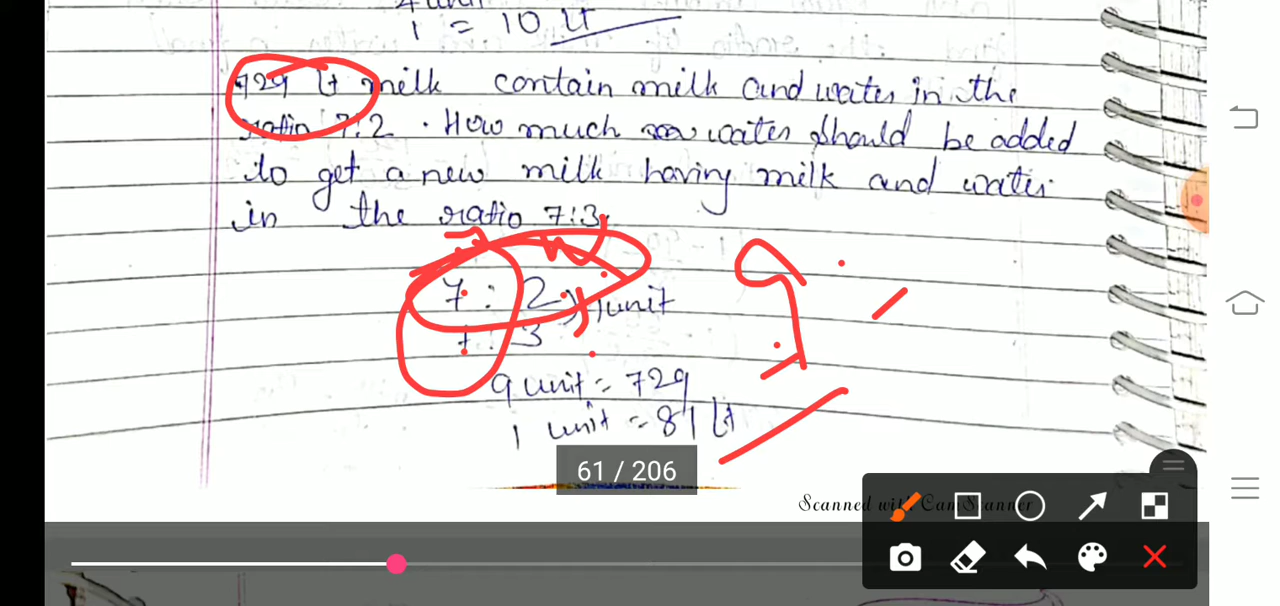 1 = 10 Lt
729 Lt milk contain milk and water in the
ratio 7:2 . How much water should be added
to get a new milk having milk and water
in the ratio 7:3.
7 : 2 ) 1 unit
7 : 3
9
9 unit = 729
1 unit = 81 Lt
61 / 206
Scanned with CamScanner